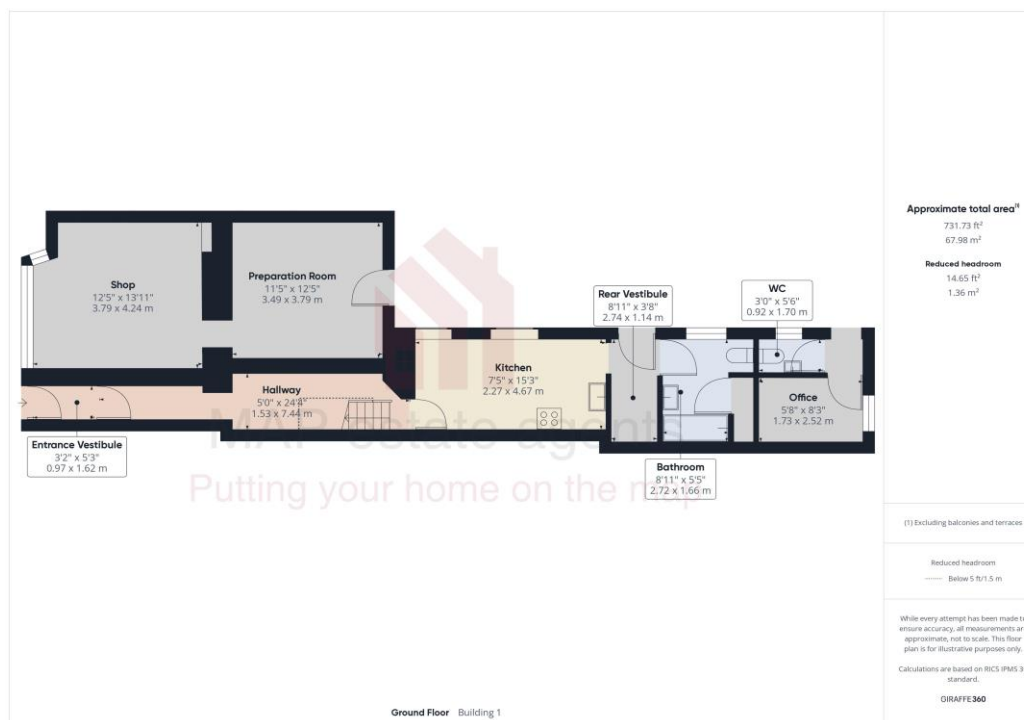 Shop
12'5" x 13'11"
3.79 x 4.24 m
Preparation Room
11'5" x 12'5"
3.49 x 3.79 m
Hallway
5'0" x 24'4"
1.53 x 7.44 m
Entrance Vestibule
3'2" x 5'3"
0.97 x 1.62 m
Kitchen
7'5" x 15'3"
2.27 x 4.67 m
Rear Vestibule
8'11" x 3'8"
2.74 x 1.14 m
WC
3'0" x 5'6"
0.92 x 1.70 m
Office
5'8" x 8'3"
1.73 x 2.52 m
Bathroom
8'11" x 5'5"
2.72 x 1.66 m
MAP estate agents
Putting your home on the map
Ground Floor Building 1
Approximate total area(1)
731.73 ft²
67.98 m²
Reduced headroom
14.65 ft²
1.36 m²
(1) Excluding balconies and terraces
Reduced headroom
Below 5 ft/1.5 m
While every attempt has been made to
ensure accuracy, all measurements are
approximate, not to scale. This floor
plan is for illustrative purposes only.
Calculations are based on RICS IPMS 3
standard.
GIRAFFE360